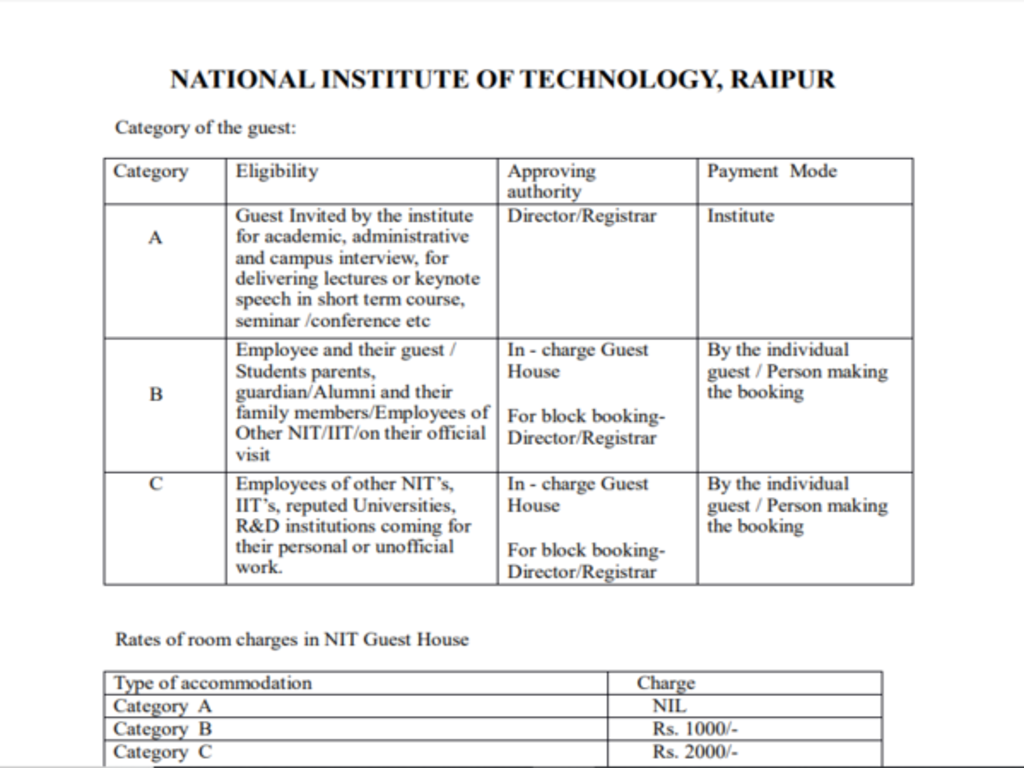 NATIONAL INSTITUTE OF TECHNOLOGY, RAIPUR
Category of the guest:
Category
Eligibility
Approving
authority
Payment Mode
A
Guest Invited by the institute
for academic, administrative
and campus interview, for
delivering lectures or keynote
speech in short term course,
seminar /conference etc
Director/Registrar
Institute
B
Employee and their guest /
Students parents,
guardian/Alumni and their
family members/Employees of
Other NIT/IIT/on their official
visit
In - charge Guest
House
For block booking-
Director/Registrar
By the individual
guest / Person making
the booking
C
Employees of other NIT's,
IIT's, reputed Universities,
R&D institutions coming for
their personal or unofficial
work.
In - charge Guest
House
For block booking-
Director/Registrar
By the individual
guest / Person making
the booking
Rates of room charges in NIT Guest House
Type of accommodation
Charge
Category A
NIL
Category B
Rs. 1000/-
Category C
Rs. 2000/-